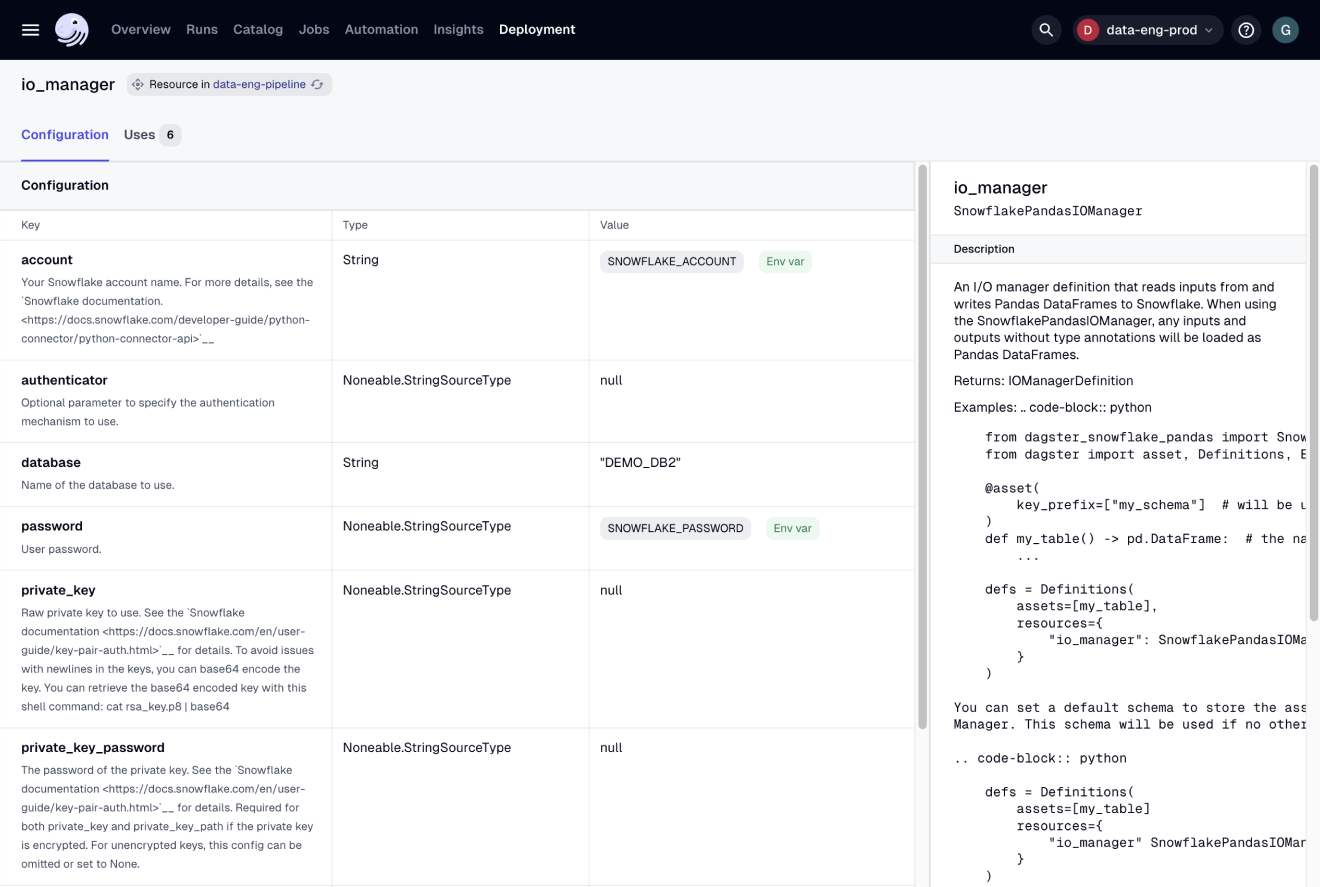 Overview Runs Catalog Jobs Automation Insights Deployment
D data-eng-prod
G
io_manager Resource in data-eng-pipeline
Configuration Uses 6
Configuration
Key Type Value
account String SNOWFLAKE_ACCOUNT Env var
Your Snowflake account name. For more details, see the
`Snowflake documentation.
<https://docs.snowflake.com/developer-guide/python-
connector/python-connector-api>`__
authenticator Noneable.StringSourceType null
Optional parameter to specify the authentication
mechanism to use.
database String "DEMO_DB2"
Name of the database to use.
password Noneable.StringSourceType SNOWFLAKE_PASSWORD Env var
User password.
private_key Noneable.StringSourceType null
Raw private key to use. See the `Snowflake
documentation <https://docs.snowflake.com/en/user-
guide/key-pair-auth.html>`__ for details. To avoid issues
with newlines in the keys, you can base64 encode the
key. You can retrieve the base64 encoded key with this
shell command: cat rsa_key.p8 | base64
private_key_password Noneable.StringSourceType null
The password of the private key. See the `Snowflake
documentation <https://docs.snowflake.com/en/user-
guide/key-pair-auth.html>`__ for details. Required for
both private_key and private_key_path if the private key
is encrypted. For unencrypted keys, this config can be
omitted or set to None.
io_manager
SnowflakePandasIOManager
Description
An I/O manager definition that reads inputs from and
writes Pandas DataFrames to Snowflake. When using
the SnowflakePandasIOManager, any inputs and
outputs without type annotations will be loaded as
Pandas DataFrames.
Returns: IOManagerDefinition
Examples: .. code-block:: python
from dagster_snowflake_pandas import Snow
from dagster import asset, Definitions, E
@asset(
key_prefix=["my_schema"]  # will be u
)
def my_table() -> pd.DataFrame:  # the na
...
defs = Definitions(
assets=[my_table],
resources={
"io_manager": SnowflakePandasIOMa
}
)
You can set a default schema to store the ass
Manager. This schema will be used if no other
.. code-block:: python
defs = Definitions(
assets=[my_table]
resources={
"io_manager" SnowflakePandasIOMar
}
)